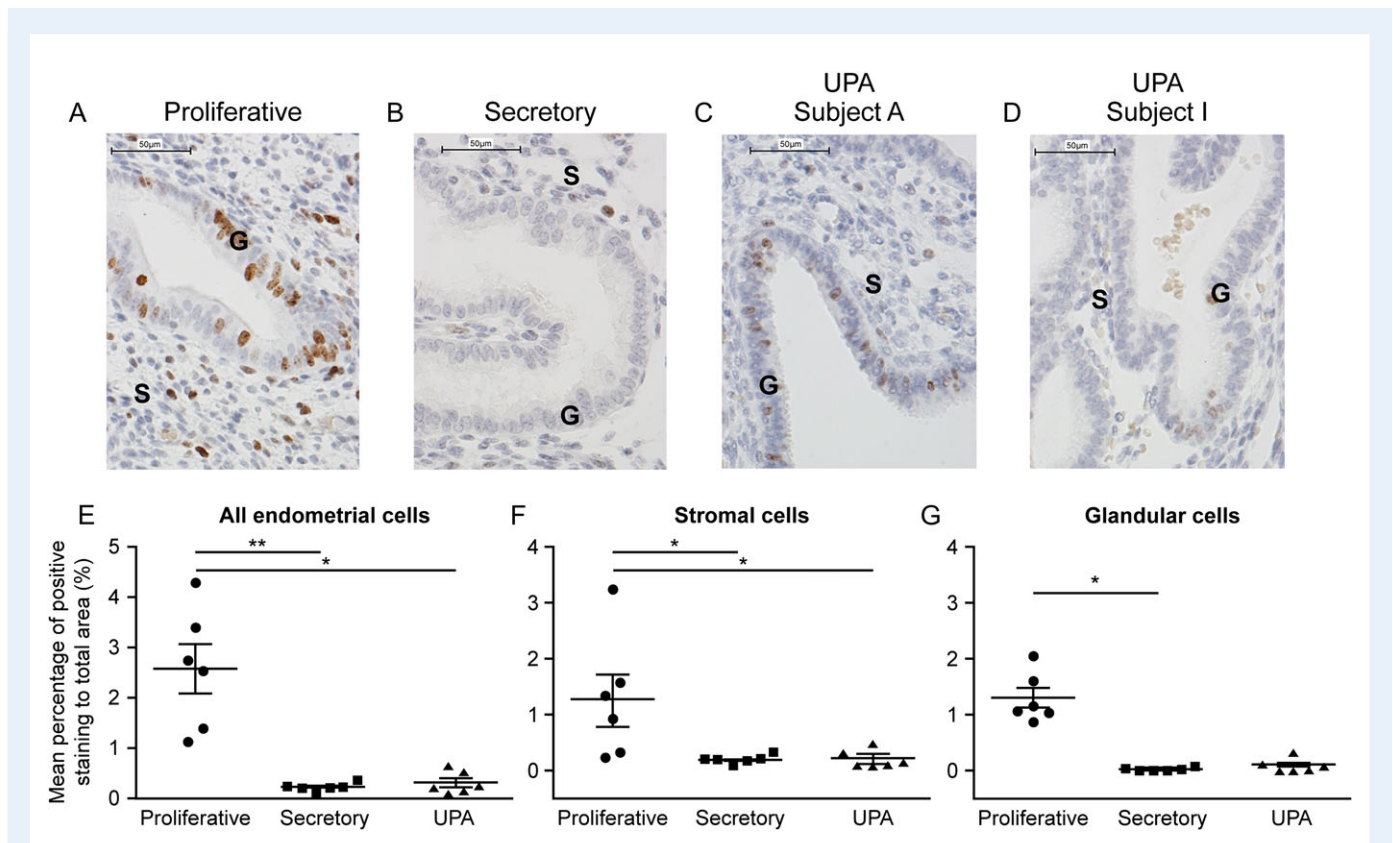 A
Proliferative
B
Secretory
C
UPA
Subject A
D
UPA
Subject I
50µm
50µm
50µm
50µm
G
S
S
G
S
G
S
G
E
All endometrial cells
Mean percentage of positive
staining to total area (%)
5
4
3
2
1
0
**
*
Proliferative
Secretory
UPA
F
Stromal cells
4
3
2
1
0
*
*
Proliferative
Secretory
UPA
G
Glandular cells
4
3
2
1
0
*
Proliferative
Secretory
UPA